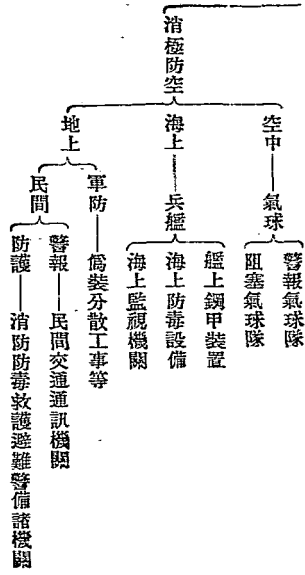 消極防空
空中——氣球
警報氣球隊
阻塞氣球隊
海上——兵艦
艦上鋼甲裝置
海上防毒設備
海上監視機關
地上
軍防——僞裝分散工事等
民間
警報——民間交通通訊機關
防護——消防防毒救護避難警備諸機關